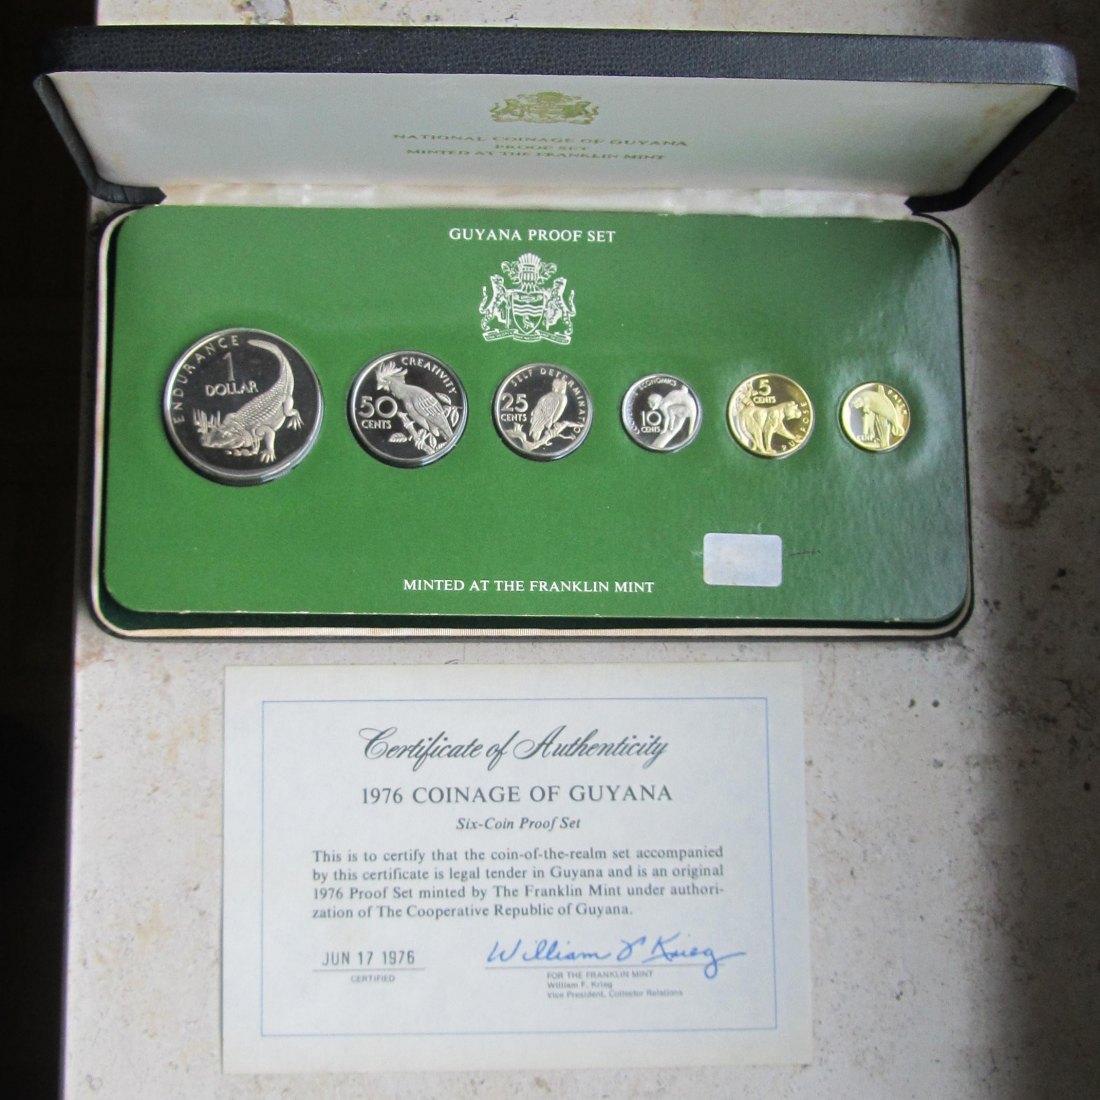 NATIONAL COINAGE OF GUYANA
PROOF SET
MINTED AT THE FRANKLIN MINT
GUYANA PROOF SET
ENDURANCE
1
DOLLAR
CREATIVITY
50
CENTS
SELF DETERMINATIO
25
CENTS
ECONOMICS
10
CENTS
5
CENTS
MINTED AT THE FRANKLIN MINT
Certificate of Authenticity
1976 COINAGE OF GUYANA
Six-Coin Proof Set
This is to certify that the coin-of-the-realm set accompanied
by this certificate is legal tender in Guyana and is an original
1976 Proof Set minted by The Franklin Mint under authori-
zation of The Cooperative Republic of Guyana.
JUN 17 1976
CERTIFIED
William F Krieg
FOR THE FRANKLIN MINT
William F. Krieg
Vice President, Collector Relations